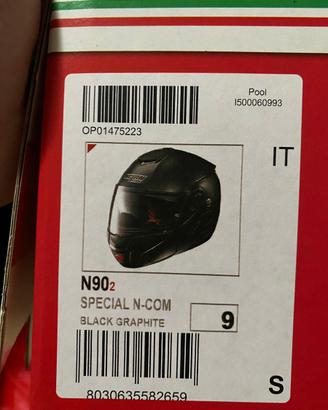 Pool
I500060993
OP01475223
IT
N902
SPECIAL N-COM
BLACK GRAPHITE
9
8030635582659
S